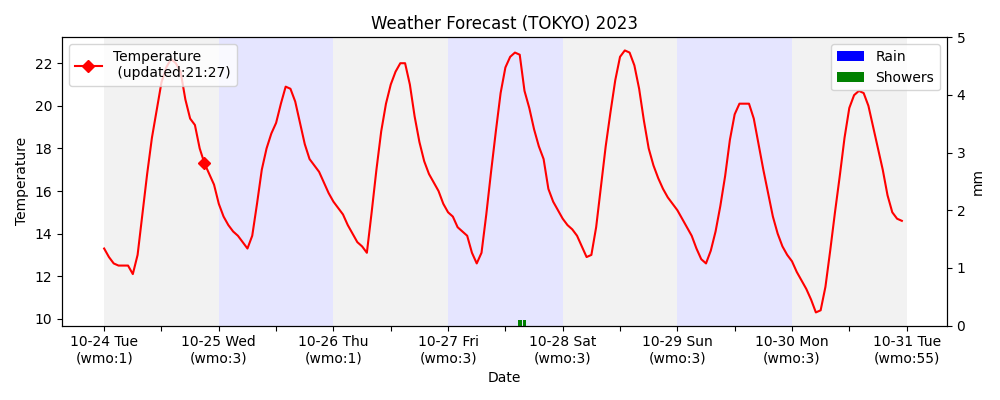 Weather Forecast (TOKYO) 2023
Temperature
(updated:21:27)
Rain
Showers
Temperature
22
20
18
16
14
12
10
5
4
3
2
1
0
mm
10-24 Tue
(wmo:1)
10-25 Wed
(wmo:3)
10-26 Thu
(wmo:1)
10-27 Fri
(wmo:3)
10-28 Sat
(wmo:3)
10-29 Sun
(wmo:3)
10-30 Mon
(wmo:3)
10-31 Tue
(wmo:55)
Date